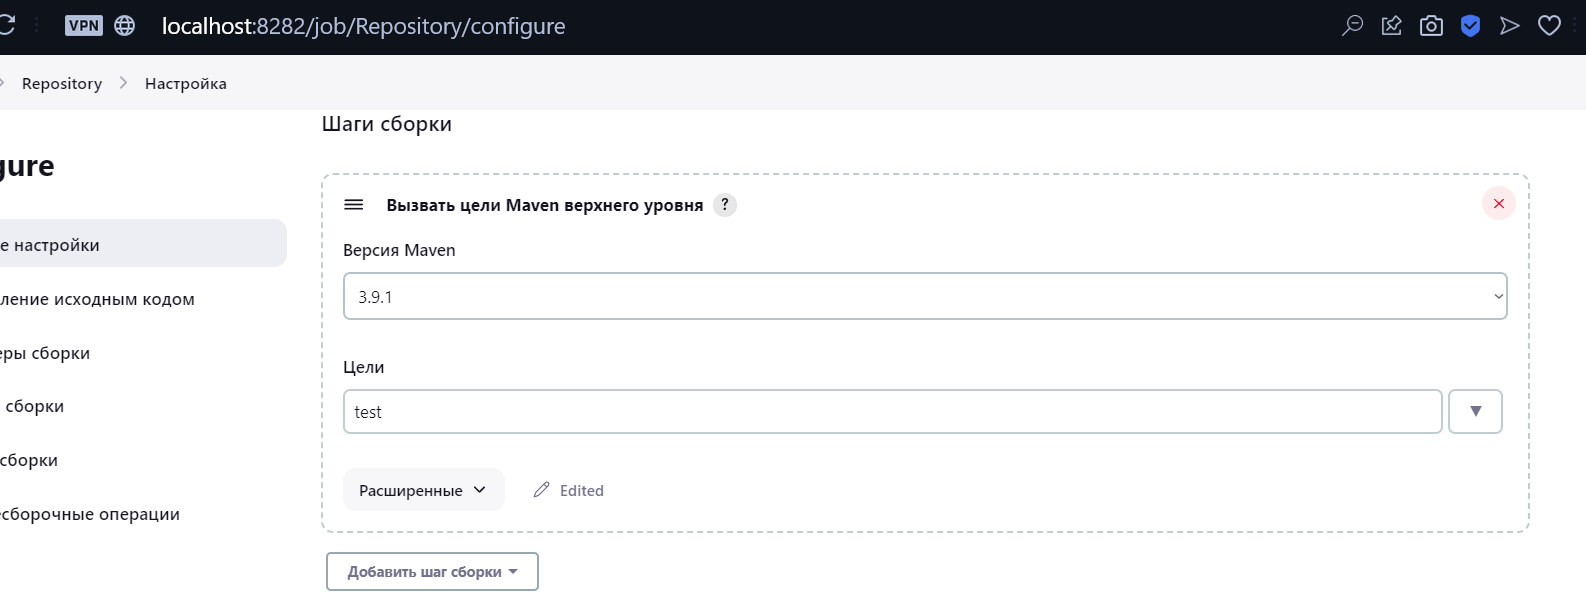 VPN localhost:8282/job/Repository/configure
Repository > Настройка
Шаги сборки
gure
Вызвать цели Maven верхнего уровня ?
Версия Maven
е настройки
3.9.1
ление исходным кодом
еры сборки
Цели
сборки
test
сборки
Расширенные Edited
есборочные операции
Добавить шаг сборки